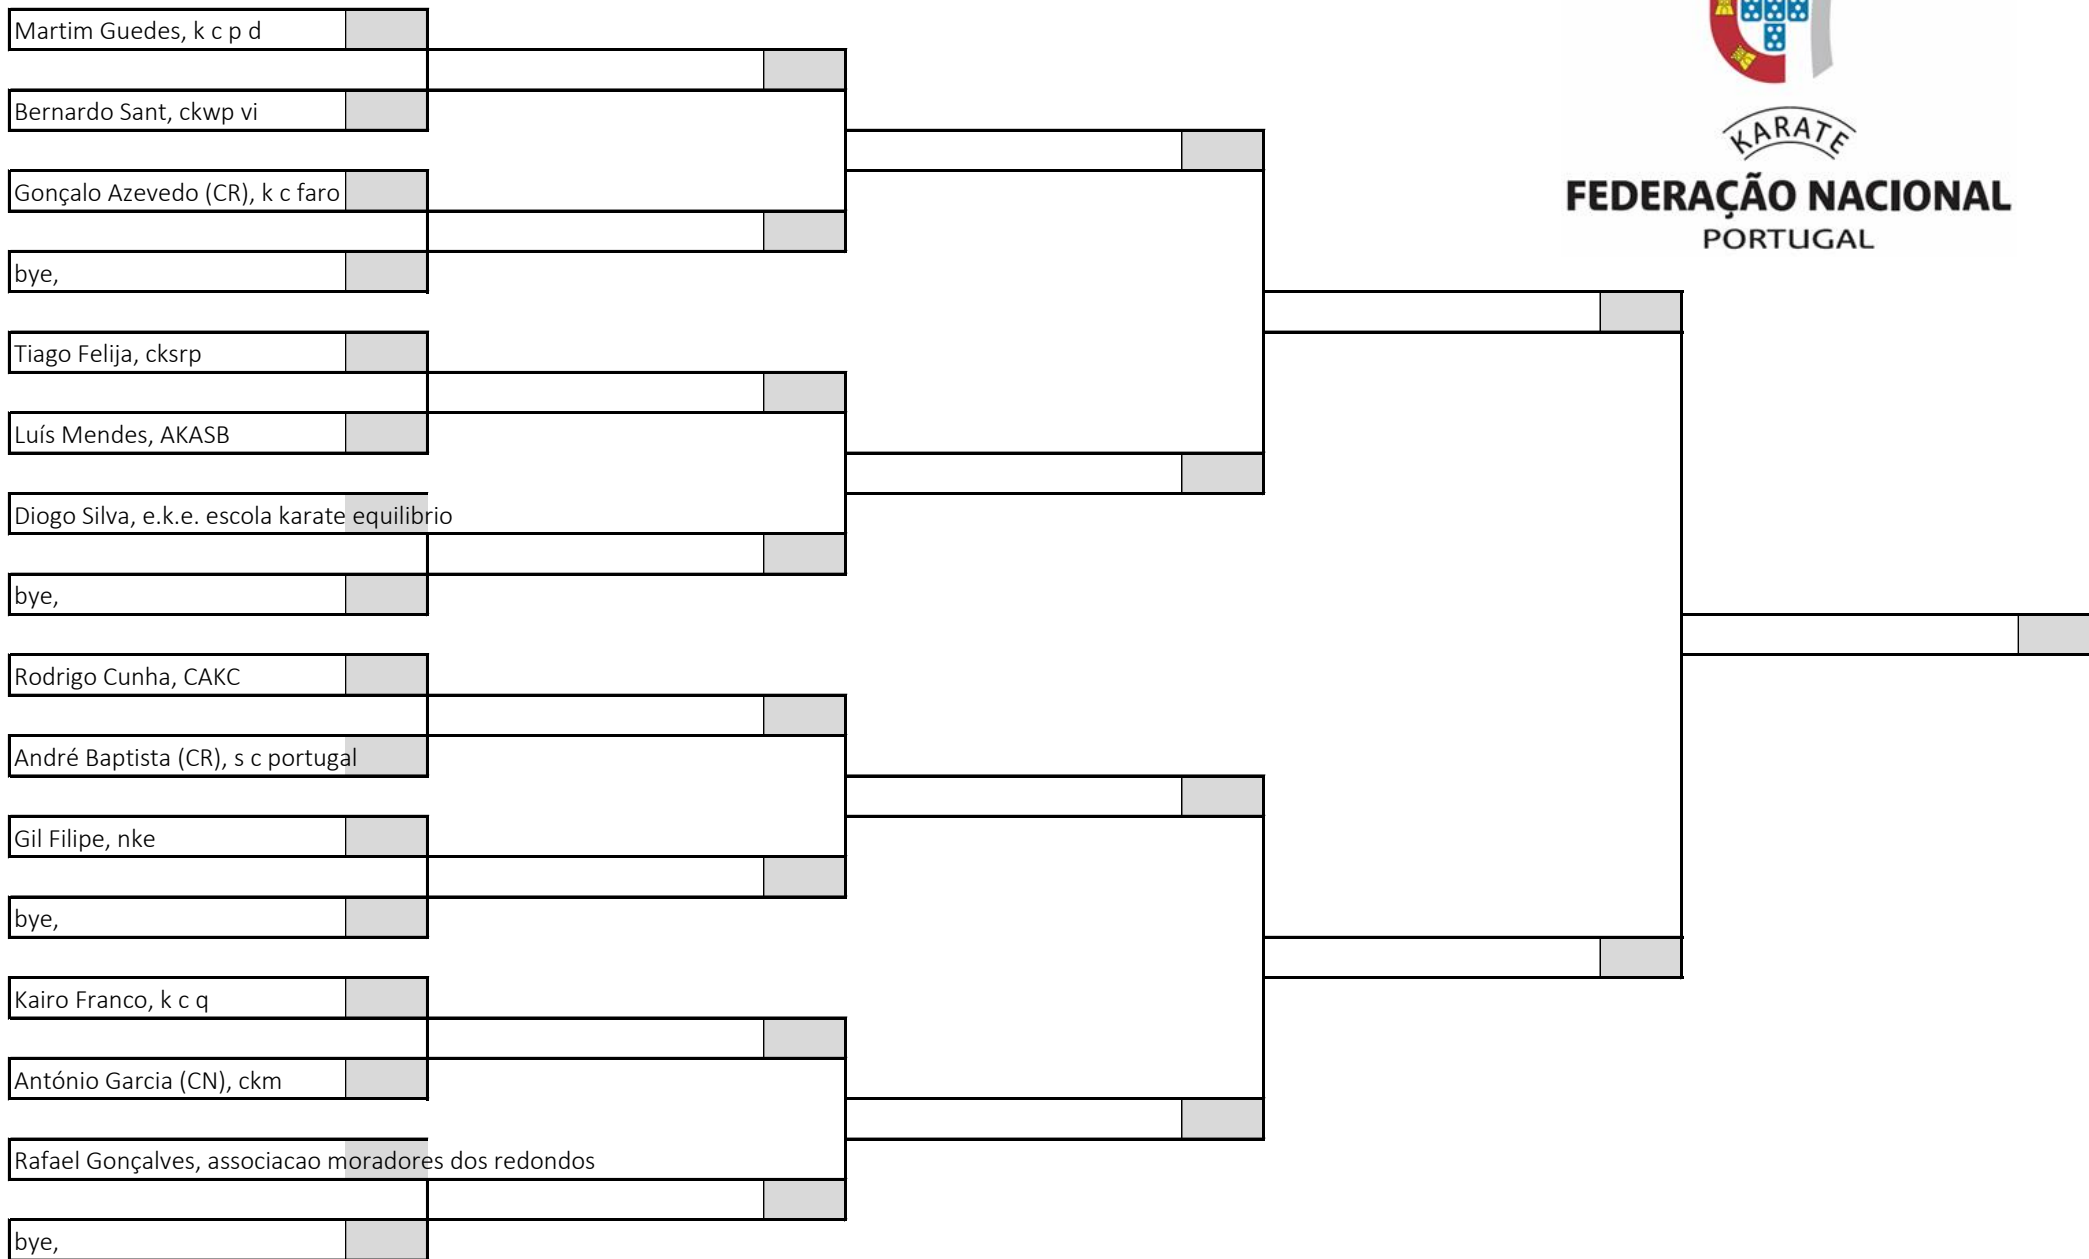 Martim Guedes, k c p d
Bernardo Sant, ckwp vi
Gonçalo Azevedo (CR), k c faro
bye,
Tiago Felija, cksrp
Luís Mendes, AKASB
Diogo Silva, e.k.e. escola karate equilibrio
bye,
Rodrigo Cunha, CAKC
André Baptista (CR), s c portugal
Gil Filipe, nke
bye,
Kairo Franco, k c q
António Garcia (CN), ckm
Rafael Gonçalves, associacao moradores dos redondos
bye,
KARATE
FEDERAÇÃO NACIONAL
PORTUGAL